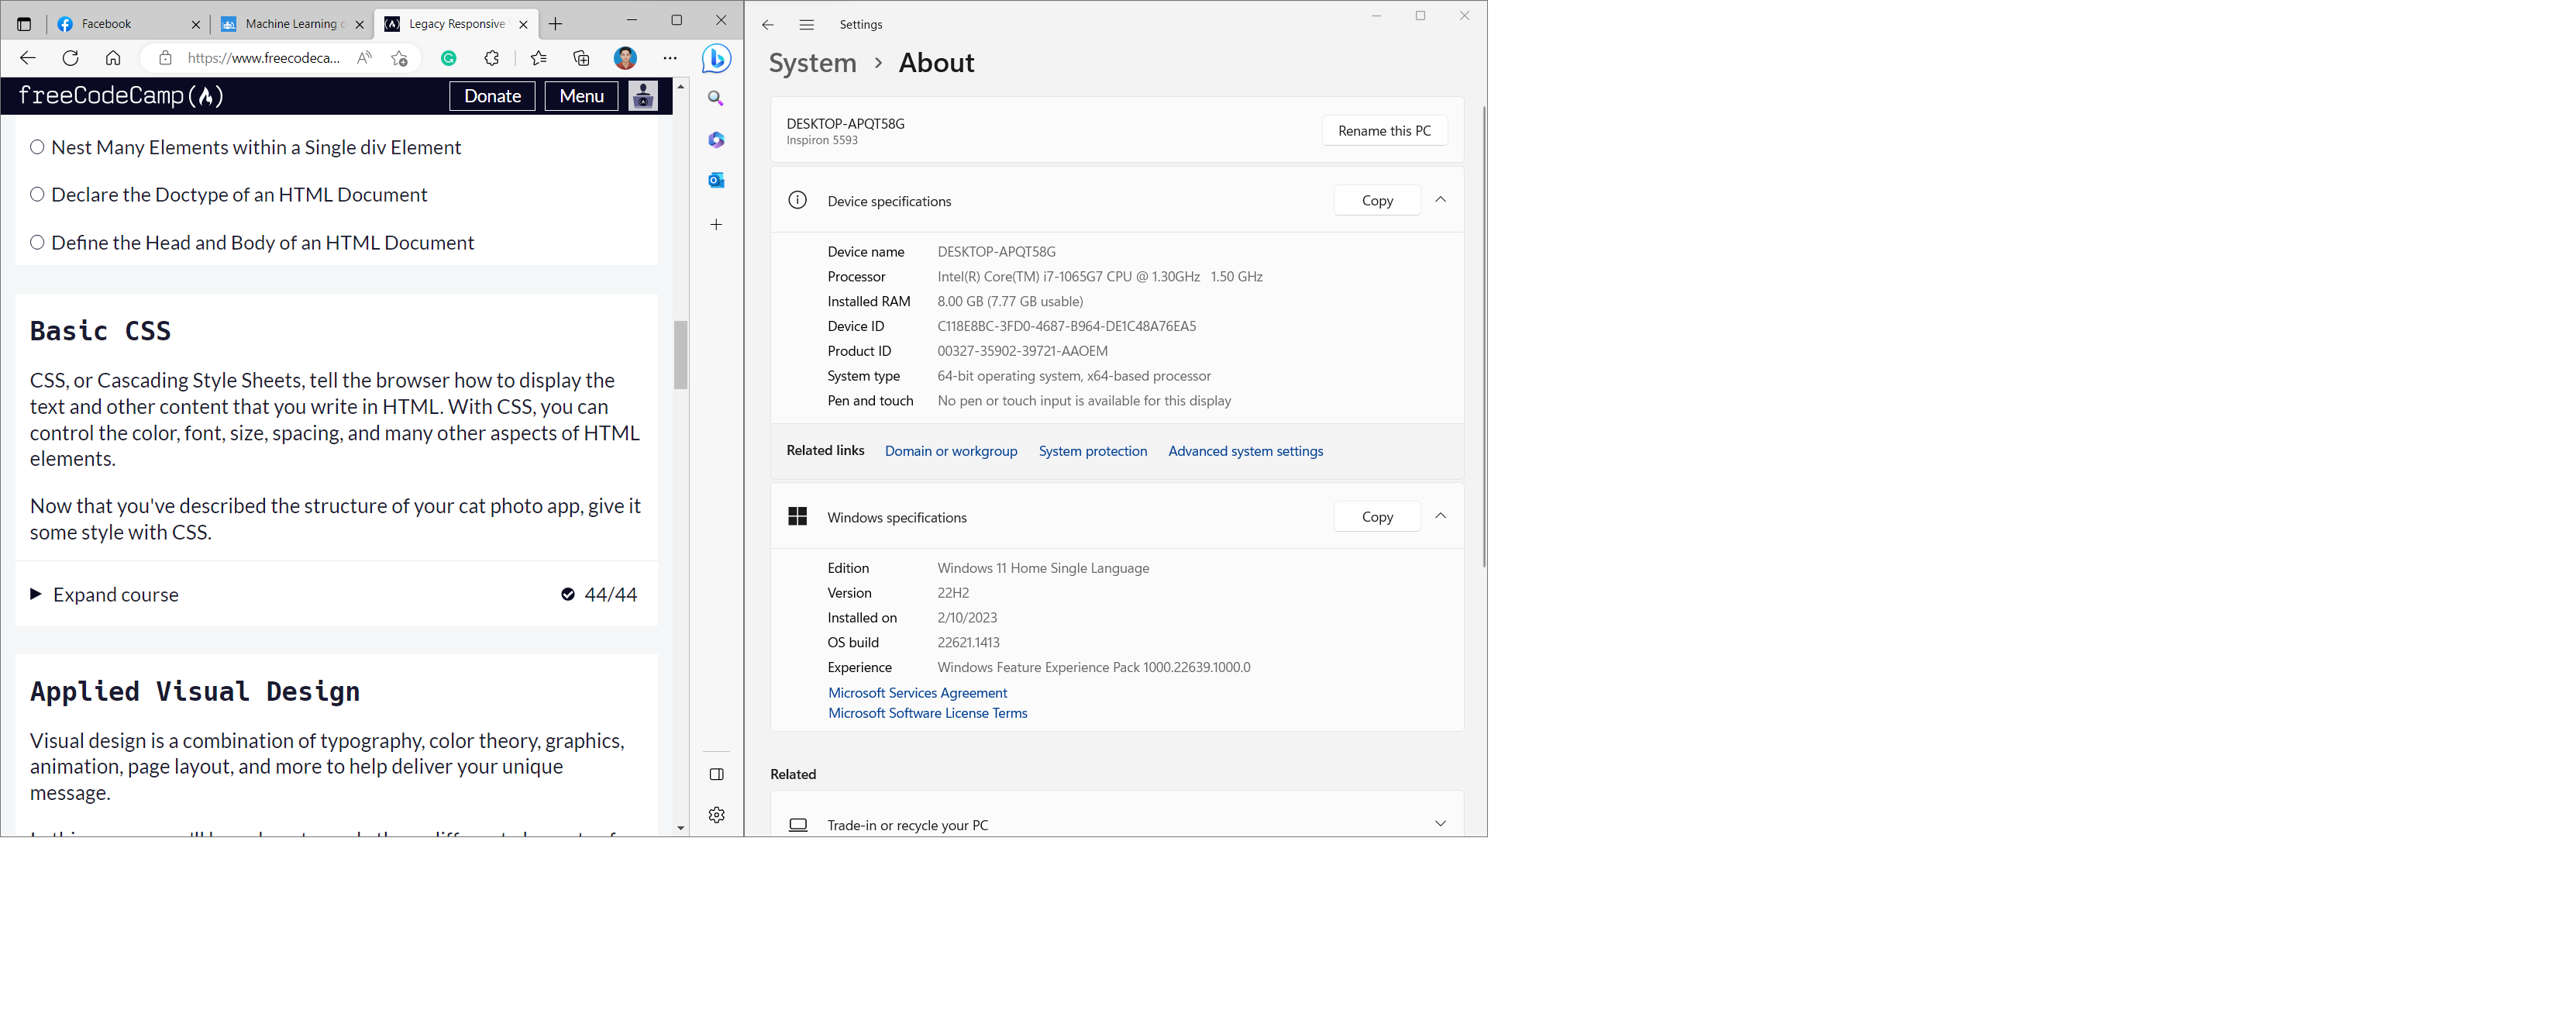 Facebook
Machine Learning
Legacy Responsive
https://www.freecodeca...
freeCodeCamp
Donate
Menu
Nest Many Elements within a Single div Element
Declare the Doctype of an HTML Document
Define the Head and Body of an HTML Document
Basic CSS
CSS, or Cascading Style Sheets, tell the browser how to display the
text and other content that you write in HTML. With CSS, you can
control the color, font, size, spacing, and many other aspects of HTML
elements.
Now that you've described the structure of your cat photo app, give it
some style with CSS.
Expand course 44/44
Applied Visual Design
Visual design is a combination of typography, color theory, graphics,
animation, page layout, and more to help deliver your unique
message.
Settings
System > About
DESKTOP-APQT58G
Inspiron 5593
Rename this PC
Device specifications
Copy
Device name DESKTOP-APQT58G
Processor Intel(R) Core(TM) i7-1065G7 CPU @ 1.30GHz 1.50 GHz
Installed RAM 8.00 GB (7.77 GB usable)
Device ID C118E8BC-3FD0-4687-B964-DE1C48A76EA5
Product ID 00327-35902-39721-AAOEM
System type 64-bit operating system, x64-based processor
Pen and touch No pen or touch input is available for this display
Related links Domain or workgroup System protection Advanced system settings
Windows specifications
Copy
Edition Windows 11 Home Single Language
Version 22H2
Installed on 2/10/2023
OS build 22621.1413
Experience Windows Feature Experience Pack 1000.22639.1000.0
Microsoft Services Agreement
Microsoft Software License Terms
Related
Trade-in or recycle your PC